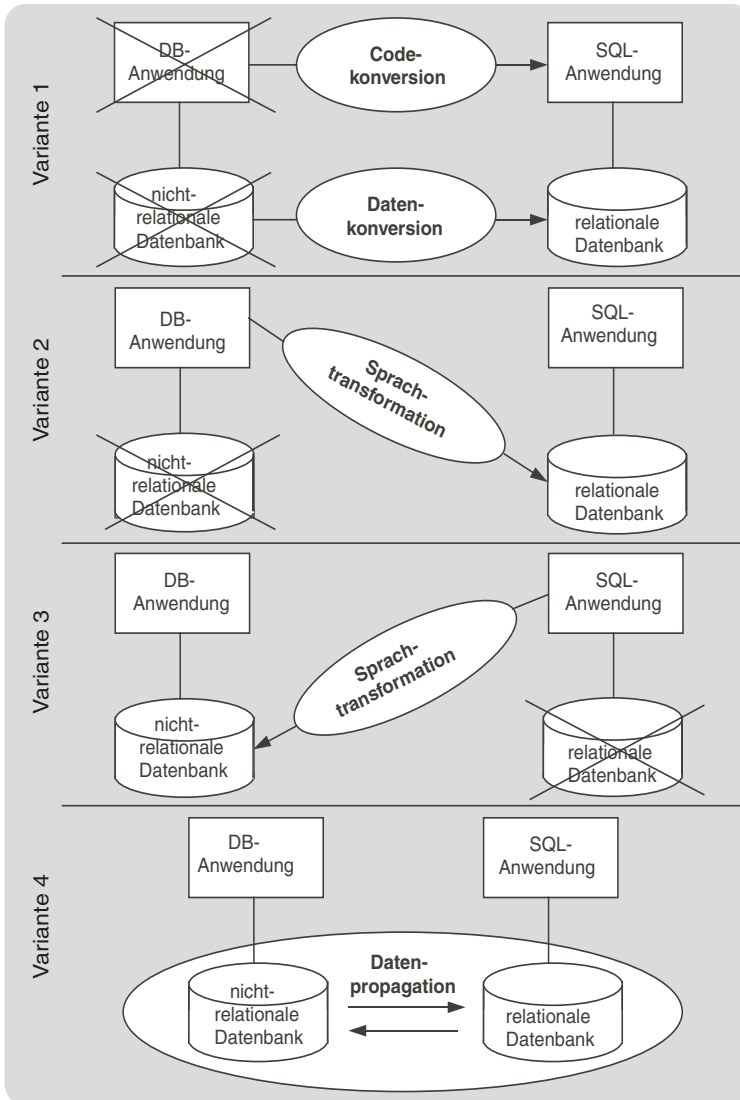 Variante 1
DB-
Anwendung
Code-
konversion
SQL-
Anwendung
nicht-
relationale
Datenbank
Daten-
konversion
relationale
Datenbank
Variante 2
DB-
Anwendung
Sprach-
transformation
SQL-
Anwendung
nicht-
relationale
Datenbank
relationale
Datenbank
Variante 3
DB-
Anwendung
Sprach-
transformation
SQL-
Anwendung
nicht-
relationale
Datenbank
relationale
Datenbank
Variante 4
DB-
Anwendung
SQL-
Anwendung
nicht-
relationale
Datenbank
Daten-
propagation
relationale
Datenbank